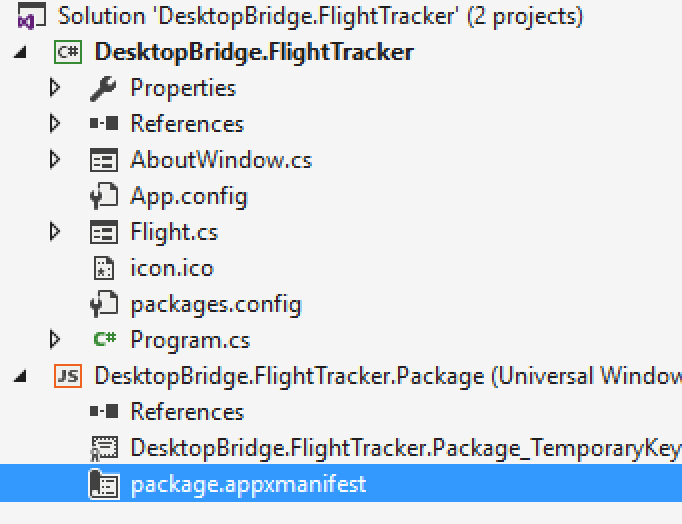 Solution 'DesktopBridge.FlightTracker' (2 projects)
C# DesktopBridge.FlightTracker
Properties
References
AboutWindow.cs
App.config
Flight.cs
icon.ico
packages.config
C# Program.cs
JS DesktopBridge.FlightTracker.Package (Universal Window
References
DesktopBridge.FlightTracker.Package_TemporaryKey
package.appxmanifest